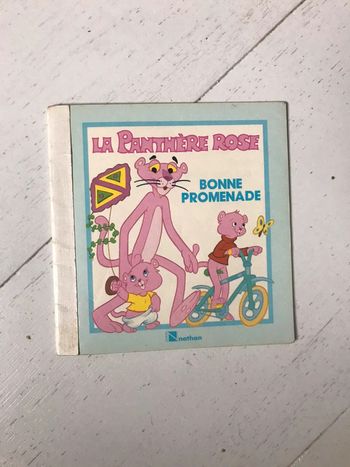 LA PANTHÈRE ROSE
BONNE
PROMENADE
nathan